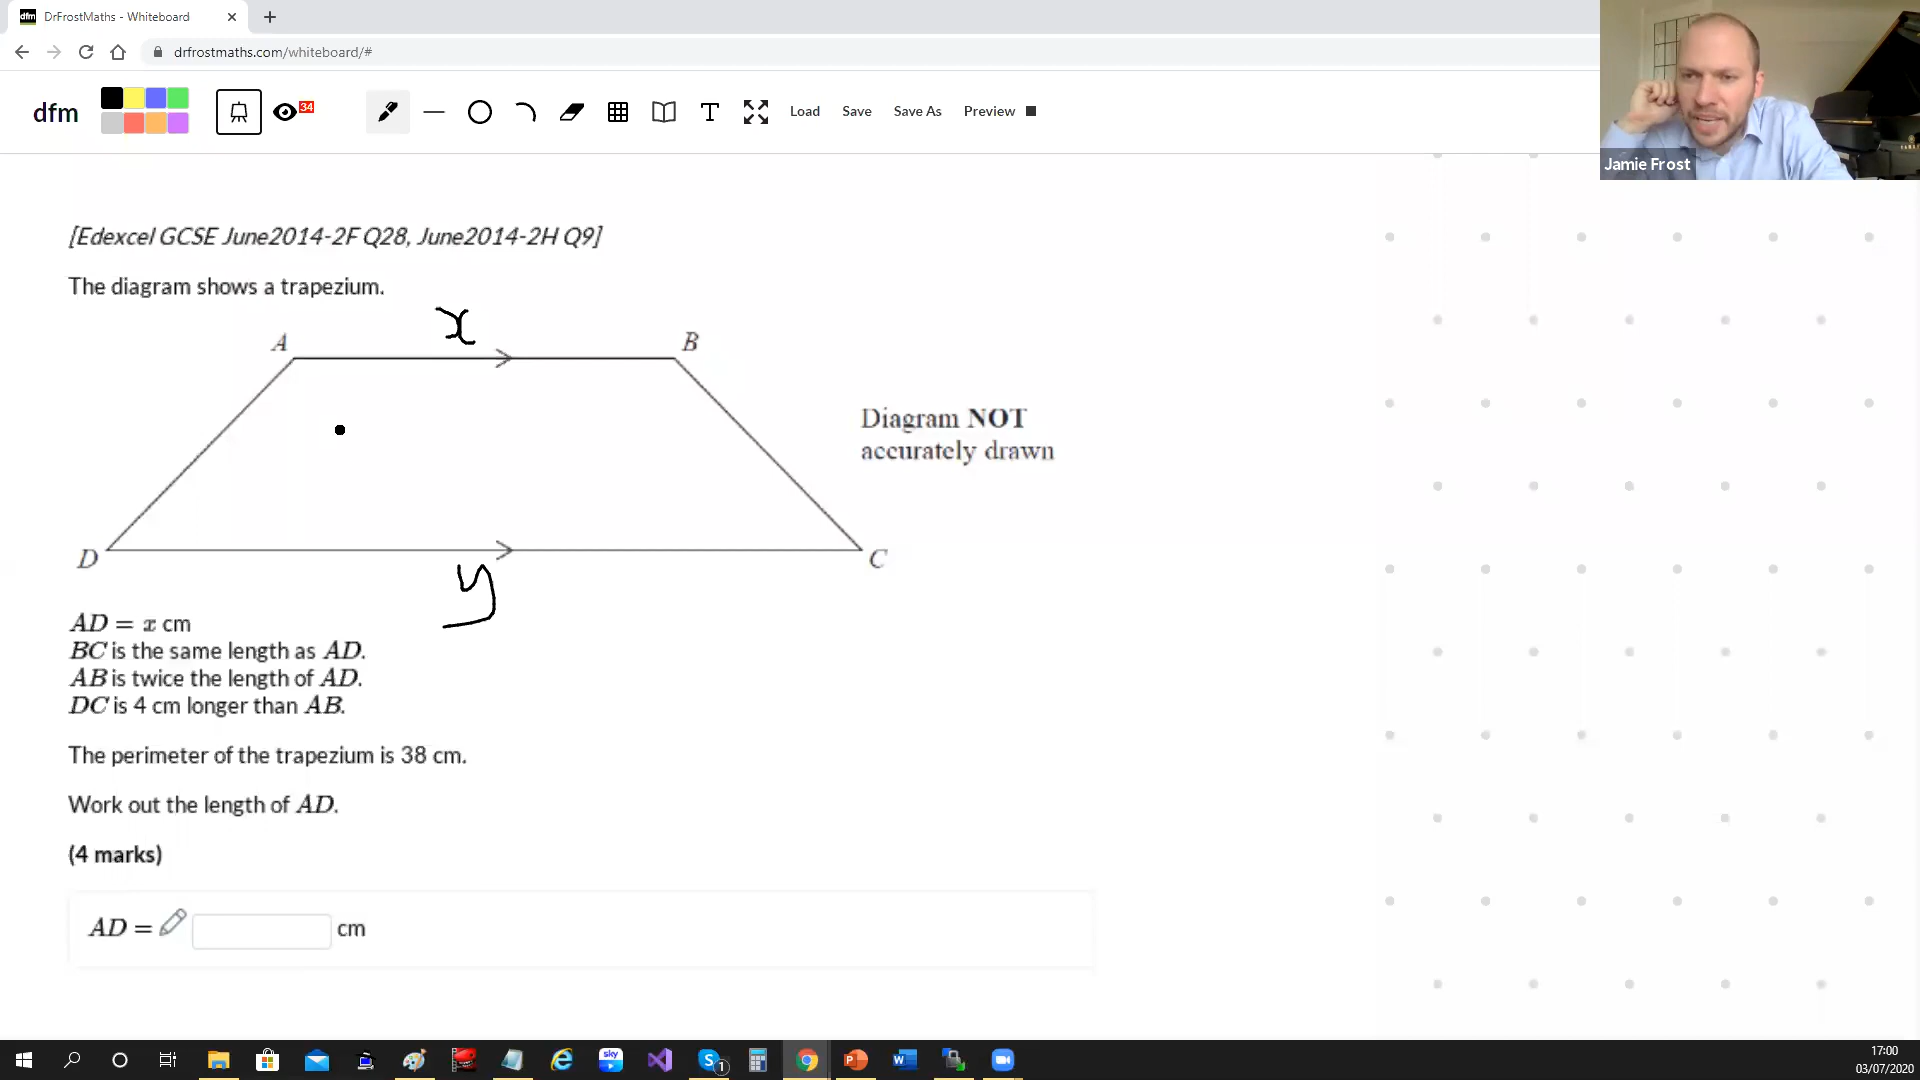 DrFrostMaths - Whiteboard
drfrostmaths.com/whiteboard/#
dfm
34
T
Load Save Save As Preview
Jamie Frost
[Edexcel GCSE June2014-2F Q28, June2014-2H Q9]
The diagram shows a trapezium.
x
A
B
Diagram NOT
accurately drawn
D
C
y
AD = x cm
BC is the same length as AD.
AB is twice the length of AD.
DC is 4 cm longer than AB.
The perimeter of the trapezium is 38 cm.
Work out the length of AD.
(4 marks)
AD = cm
sky
1
17:00
03/07/2020